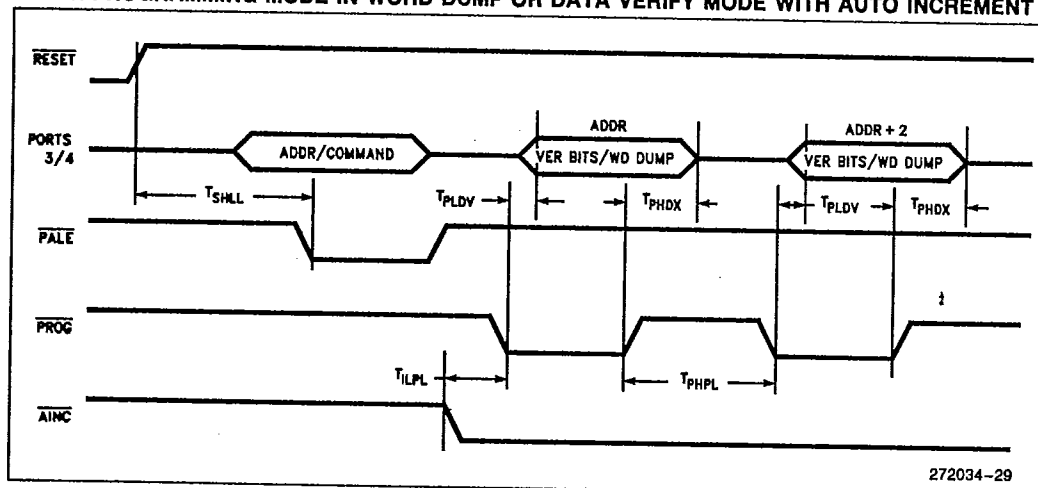 PROGRAMMING MODE IN WORD DUMP OR DATA VERIFY MODE WITH AUTO INCREMENT
RESET
PORTS
3/4
ADDR/COMMAND
ADDR
VER BITS/WD DUMP
ADDR + 2
VER BITS/WD DUMP
TSHLL
TPLDV
TPHDX
TPLDV
TPHDX
PALE
PROG
TILPL
TPHPL
AINC
272034-29